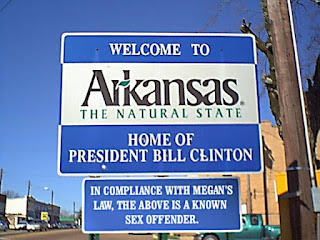 WELCOME TO
Arkansas®
THE NATURAL STATE
HOME OF
PRESIDENT BILL CLINTON
IN COMPLIANCE WITH MEGAN'S
LAW, THE ABOVE IS A KNOWN
SEX OFFENDER.